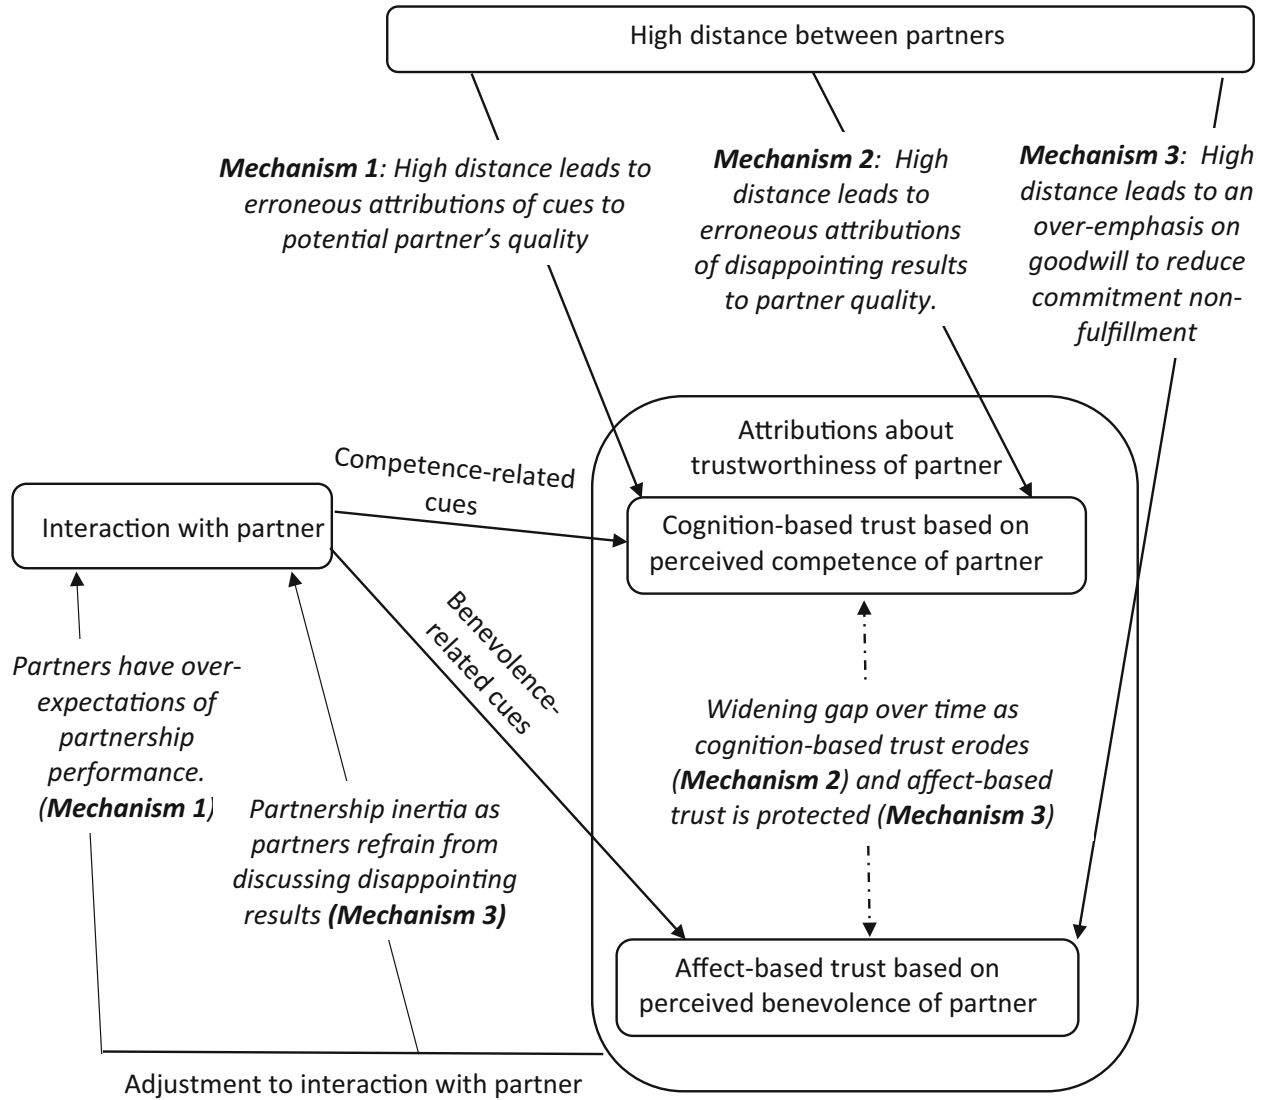 High distance between partners
Mechanism 1: High distance leads to
erroneous attributions of cues to
potential partner's quality
Mechanism 2:  High
distance leads to
erroneous attributions
of disappointing results
to partner quality.
Mechanism 3:  High
distance leads to an
over-emphasis on
goodwill to reduce
commitment non-
fulfillment
Attributions about
trustworthiness of partner
Competence-related
cues
Interaction with partner
Cognition-based trust based on
perceived competence of partner
Benevolence-
related cues
Partners have over-
expectations of
partnership
performance.
(Mechanism 1)
Partnership inertia as
partners refrain from
discussing disappointing
results (Mechanism 3)
Widening gap over time as
cognition-based trust erodes
(Mechanism 2) and affect-based
trust is protected (Mechanism 3)
Affect-based trust based on
perceived benevolence of partner
Adjustment to interaction with partner